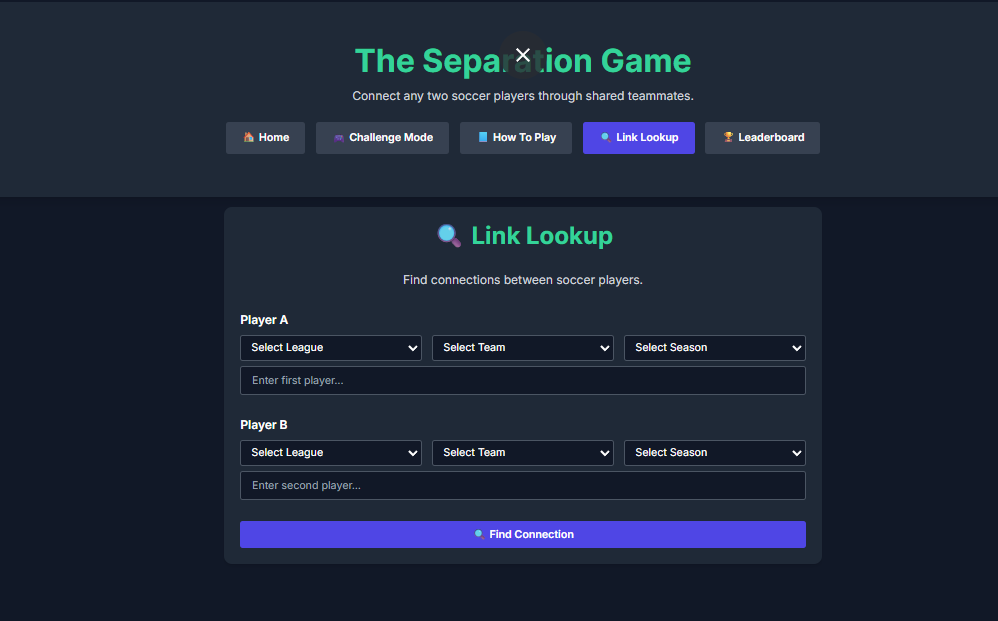 The Separation Game
Connect any two soccer players through shared teammates.
Home Challenge Mode How To Play Link Lookup Leaderboard
Link Lookup
Find connections between soccer players.
Player A
Select League Select Team Select Season
Enter first player...
Player B
Select League Select Team Select Season
Enter second player...
Find Connection